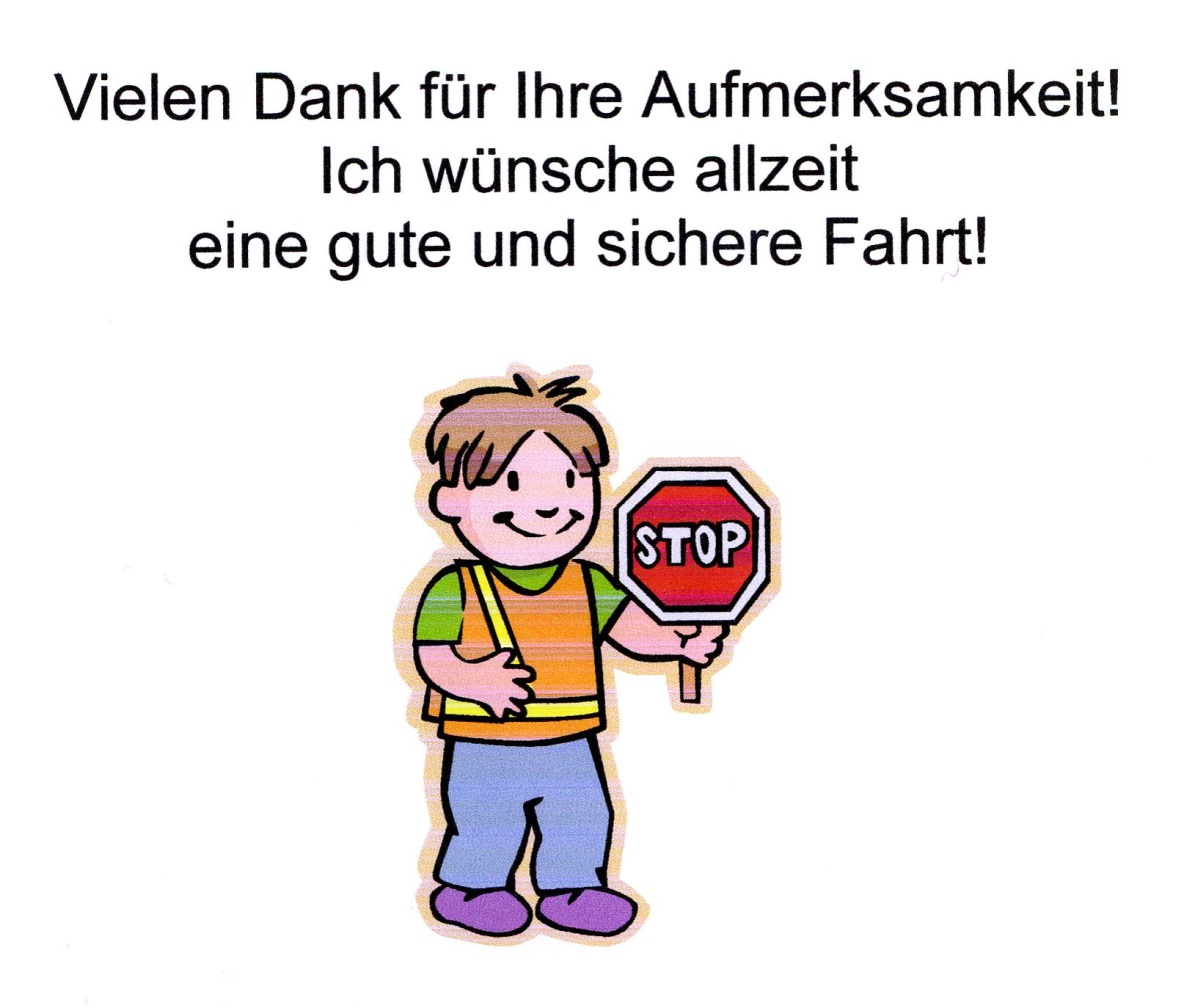 Vielen Dank für Ihre Aufmerksamkeit!
Ich wünsche allzeit
eine gute und sichere Fahrt!
STOP